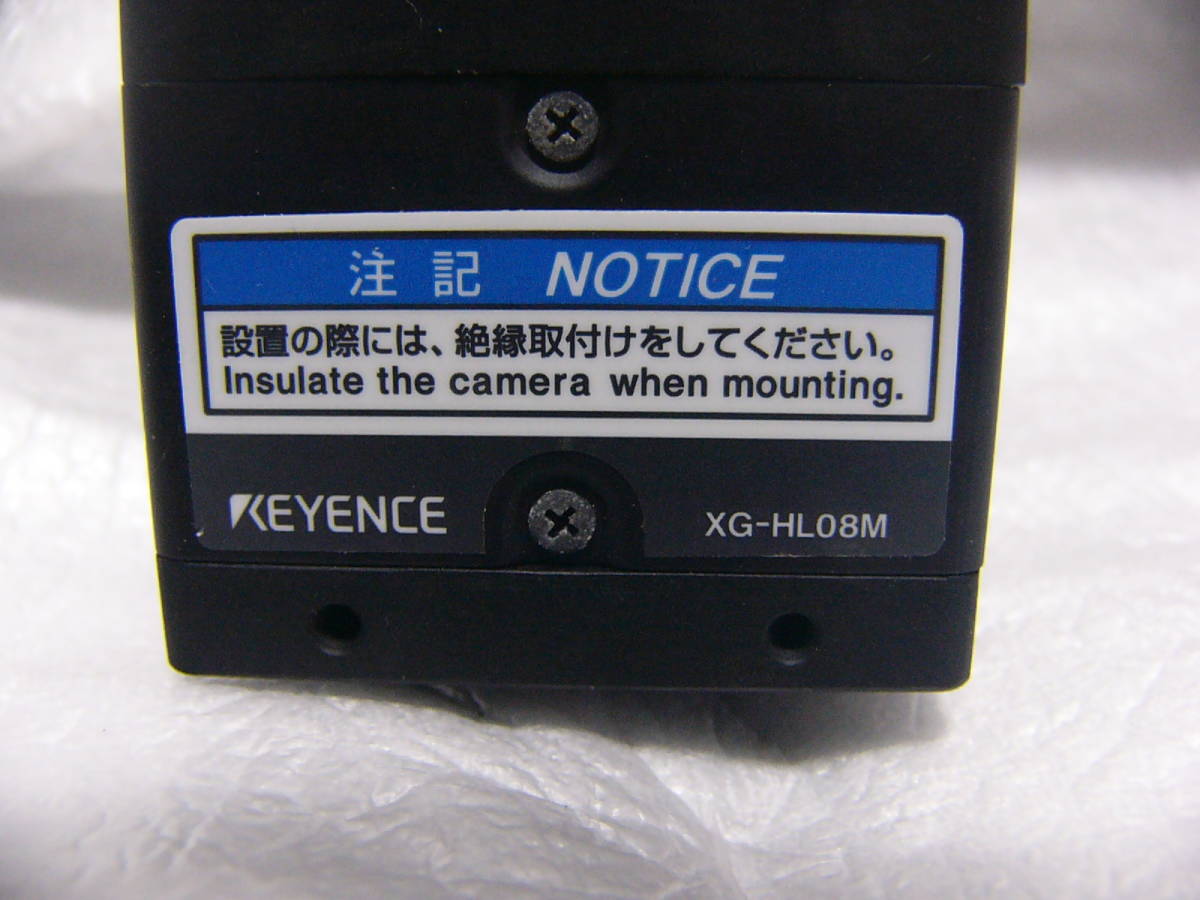 注記 NOTICE
設置の際には、絶縁取付けをしてください。
Insulate the camera when mounting.
KEYENCE XG-HL08M